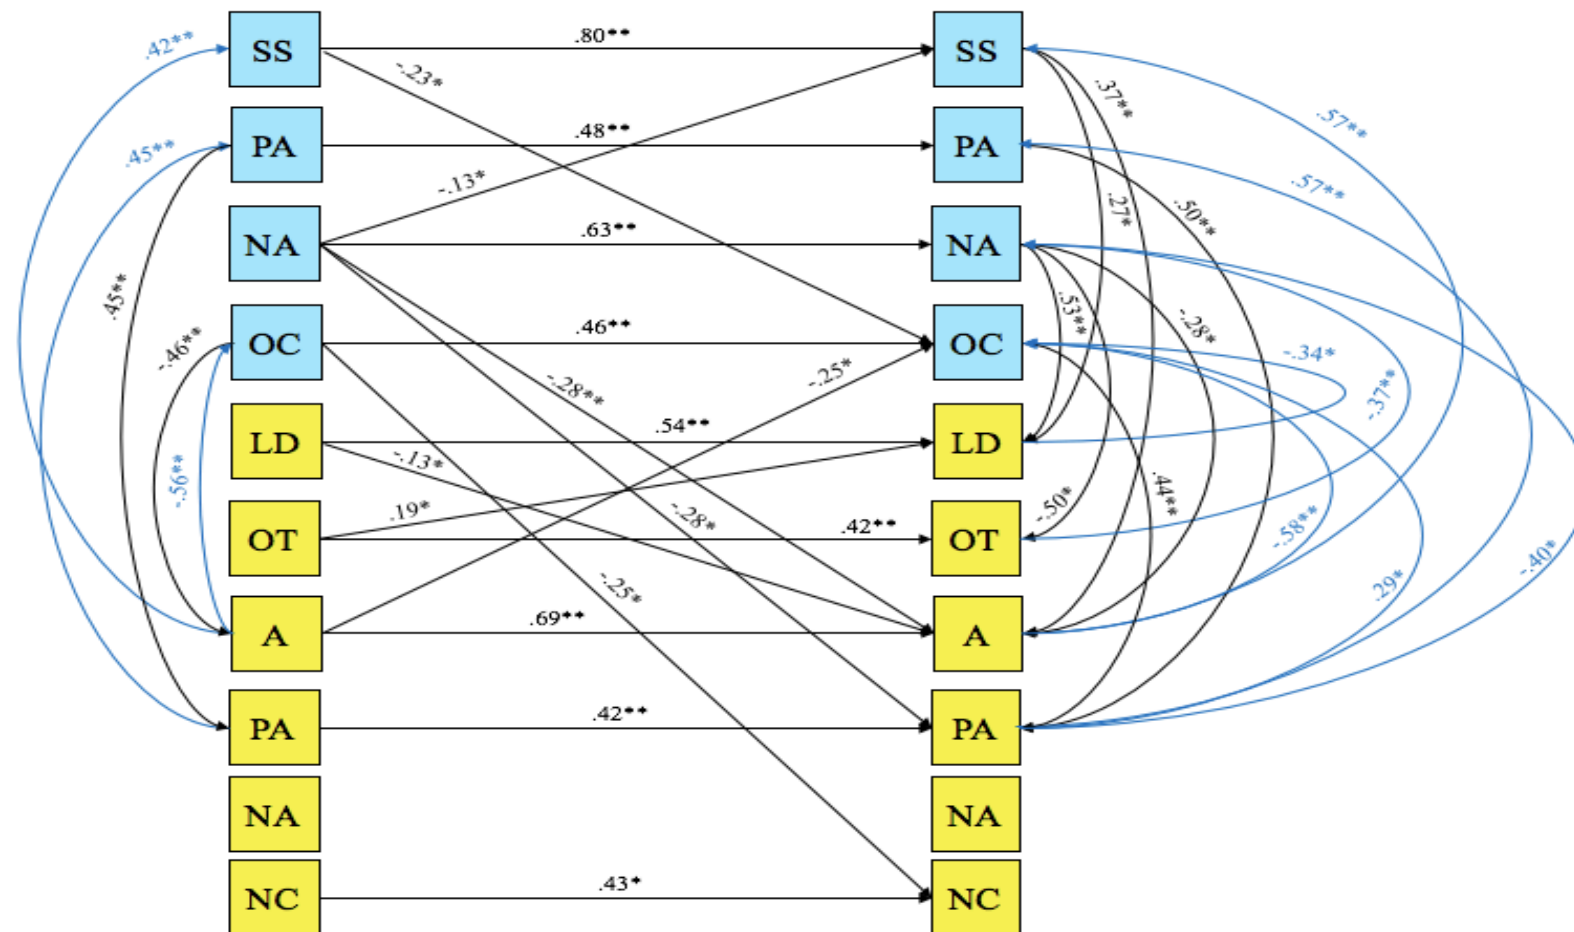 .42**
SS
.80**
SS
-.23*
.37**
.57**
.45**
PA
.48**
PA
-.13*
.57**
.27*
.50**
NA
.63**
NA
.45**
.53**
-.28*
-.46**
OC
.46**
OC
-.34*
-.28**
-.25*
-.37**
LD
.54**
LD
-.13*
-.56**
.44**
.19*
-.28*
-.50*
OT
.42**
OT
-.58**
-.40*
-.25*
.29*
A
.69**
A
PA
.42**
PA
NA
NA
NC
.43*
NC